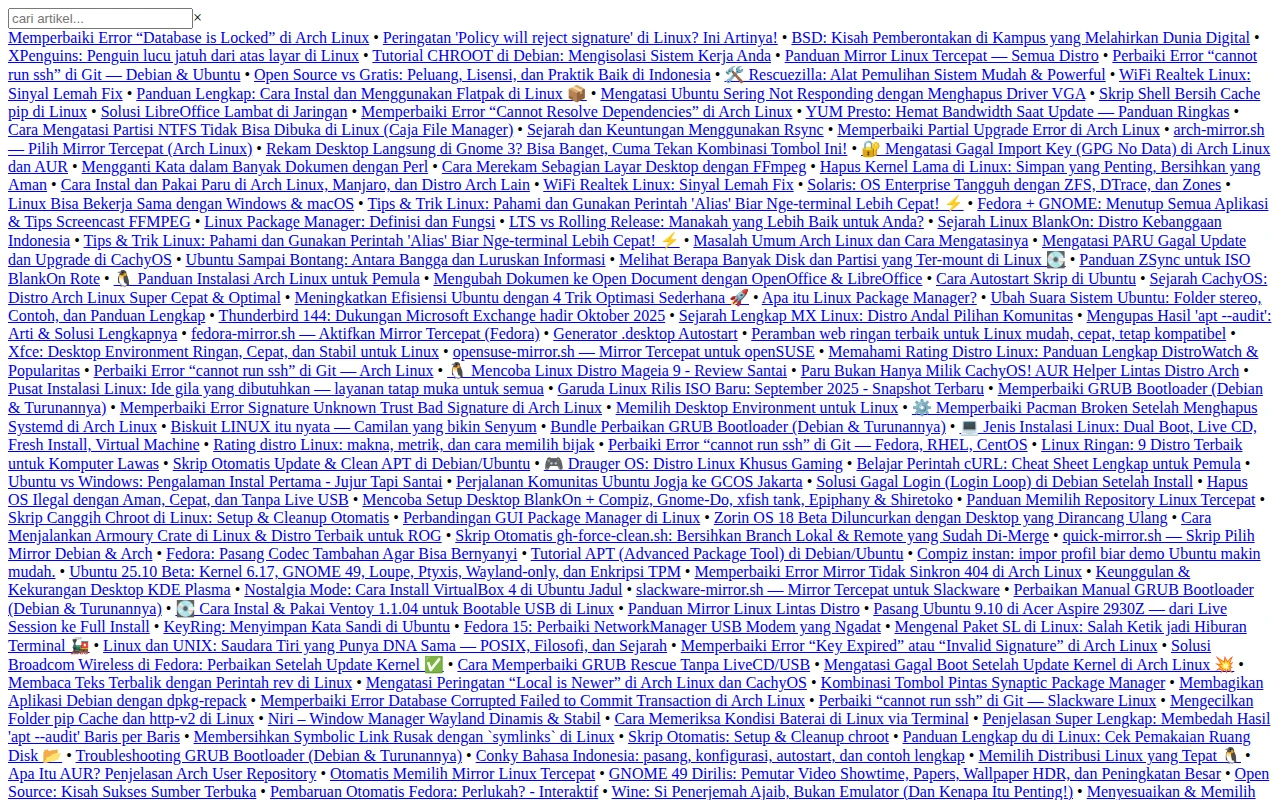 cari artikel... ×
Memperbaiki Error “Database is Locked” di Arch Linux • Peringatan 'Policy will reject signature' di Linux? Ini Artinya! • BSD: Kisah Pemberontakan di Kampus yang Melahirkan Dunia Digital •
XPenguins: Penguin lucu jatuh dari atas layar di Linux • Tutorial CHROOT di Debian: Mengisolasi Sistem Kerja Anda • Panduan Mirror Linux Tercepat — Semua Distro • Perbaiki Error “cannot
run ssh” di Git — Debian & Ubuntu • Open Source vs Gratis: Peluang, Lisensi, dan Praktik Baik di Indonesia • 🛠️ Rescuezilla: Alat Pemulihan Sistem Mudah & Powerful • WiFi Realtek Linux:
Sinyal Lemah Fix • Panduan Lengkap: Cara Instal dan Menggunakan Flatpak di Linux 📦 • Mengatasi Ubuntu Sering Not Responding dengan Menghapus Driver VGA • Skrip Shell Bersih Cache
pip di Linux • Solusi LibreOffice Lambat di Jaringan • Memperbaiki Error “Cannot Resolve Dependencies” di Arch Linux • YUM Presto: Hemat Bandwidth Saat Update — Panduan Ringkas •
Cara Mengatasi Partisi NTFS Tidak Bisa Dibuka di Linux (Caja File Manager) • Sejarah dan Keuntungan Menggunakan Rsync • Memperbaiki Partial Upgrade Error di Arch Linux • arch-mirror.sh
— Pilih Mirror Tercepat (Arch Linux) • Rekam Desktop Langsung di Gnome 3? Bisa Banget, Cuma Tekan Kombinasi Tombol Ini! • 🔐 Mengatasi Gagal Import Key (GPG No Data) di Arch Linux
dan AUR • Mengganti Kata dalam Banyak Dokumen dengan Perl • Cara Merekam Sebagian Layar Desktop dengan FFmpeg • Hapus Kernel Lama di Linux: Simpan yang Penting, Bersihkan yang
Aman • Cara Instal dan Pakai Paru di Arch Linux, Manjaro, dan Distro Arch Lain • WiFi Realtek Linux: Sinyal Lemah Fix • Solaris: OS Enterprise Tangguh dengan ZFS, DTrace, dan Zones •
Linux Bisa Bekerja Sama dengan Windows & macOS • Tips & Trik Linux: Pahami dan Gunakan Perintah 'Alias' Biar Nge-terminal Lebih Cepat! ⚡ • Fedora + GNOME: Menutup Semua Aplikasi
& Tips Screencast FFMPEG • Linux Package Manager: Definisi dan Fungsi • LTS vs Rolling Release: Manakah yang Lebih Baik untuk Anda? • Sejarah Linux BlankOn: Distro Kebanggaan
Indonesia • Tips & Trik Linux: Pahami dan Gunakan Perintah 'Alias' Biar Nge-terminal Lebih Cepat! ⚡ • Masalah Umum Arch Linux dan Cara Mengatasinya • Mengatasi PARU Gagal Update
dan Upgrade di CachyOS • Ubuntu Sampai Bontang: Antara Bangga dan Luruskan Informasi • Melihat Berapa Banyak Disk dan Partisi yang Ter-mount di Linux 💽 • Panduan ZSync untuk ISO
BlankOn Rote • 🐧 Panduan Instalasi Arch Linux untuk Pemula • Mengubah Dokumen ke Open Document dengan OpenOffice & LibreOffice • Cara Autostart Skrip di Ubuntu • Sejarah CachyOS:
Distro Arch Linux Super Cepat & Optimal • Meningkatkan Efisiensi Ubuntu dengan 4 Trik Optimasi Sederhana 🚀 • Apa itu Linux Package Manager? • Ubah Suara Sistem Ubuntu: Folder stereo,
Contoh, dan Panduan Lengkap • Thunderbird 144: Dukungan Microsoft Exchange hadir Oktober 2025 • Sejarah Lengkap MX Linux: Distro Andal Pilihan Komunitas • Mengupas Hasil 'apt --audit':
Arti & Solusi Lengkapnya • fedora-mirror.sh — Aktifkan Mirror Tercepat (Fedora) • Generator .desktop Autostart • Peramban web ringan terbaik untuk Linux mudah, cepat, tetap kompatibel •
Xfce: Desktop Environment Ringan, Cepat, dan Stabil untuk Linux • opensuse-mirror.sh — Mirror Tercepat untuk openSUSE • Memahami Rating Distro Linux: Panduan Lengkap DistroWatch &
Popularitas • Perbaiki Error “cannot run ssh” di Git — Arch Linux • 🐧 Mencoba Linux Distro Mageia 9 - Review Santai • Paru Bukan Hanya Milik CachyOS! AUR Helper Lintas Distro Arch •
Pusat Instalasi Linux: Ide gila yang dibutuhkan — layanan tatap muka untuk semua • Garuda Linux Rilis ISO Baru: September 2025 - Snapshot Terbaru • Memperbaiki GRUB Bootloader (Debian
& Turunannya) • Memperbaiki Error Signature Unknown Trust Bad Signature di Arch Linux • Memilih Desktop Environment untuk Linux • ⚙️ Memperbaiki Pacman Broken Setelah Menghapus
Systemd di Arch Linux • Biskuit LINUX itu nyata — Camilan yang bikin Senyum • Bundle Perbaikan GRUB Bootloader (Debian & Turunannya) • 💻 Jenis Instalasi Linux: Dual Boot, Live CD,
Fresh Install, Virtual Machine • Rating distro Linux: makna, metrik, dan cara memilih bijak • Perbaiki Error “cannot run ssh” di Git — Fedora, RHEL, CentOS • Linux Ringan: 9 Distro Terbaik
untuk Komputer Lawas • Skrip Otomatis Update & Clean APT di Debian/Ubuntu • 🎮 Drauger OS: Distro Linux Khusus Gaming • Belajar Perintah cURL: Cheat Sheet Lengkap untuk Pemula •
Ubuntu vs Windows: Pengalaman Instal Pertama - Jujur Tapi Santai • Perjalanan Komunitas Ubuntu Jogja ke GCOS Jakarta • Solusi Gagal Login (Login Loop) di Debian Setelah Install • Hapus
OS Ilegal dengan Aman, Cepat, dan Tanpa Live USB • Mencoba Setup Desktop BlankOn + Compiz, Gnome-Do, xfish tank, Epiphany & Shiretoko • Panduan Memilih Repository Linux Tercepat •
Skrip Canggih Chroot di Linux: Setup & Cleanup Otomatis • Perbandingan GUI Package Manager di Linux • Zorin OS 18 Beta Diluncurkan dengan Desktop yang Dirancang Ulang • Cara
Menjalankan Armoury Crate di Linux & Distro Terbaik untuk ROG • Skrip Otomatis gh-force-clean.sh: Bersihkan Branch Lokal & Remote yang Sudah Di-Merge • quick-mirror.sh — Skrip Pilih
Mirror Debian & Arch • Fedora: Pasang Codec Tambahan Agar Bisa Bernyanyi • Tutorial APT (Advanced Package Tool) di Debian/Ubuntu • Compiz instan: impor profil biar demo Ubuntu makin
mudah. • Ubuntu 25.10 Beta: Kernel 6.17, GNOME 49, Loupe, Ptyxis, Wayland-only, dan Enkripsi TPM • Memperbaiki Error Mirror Tidak Sinkron 404 di Arch Linux • Keunggulan &
Kekurangan Desktop KDE Plasma • Nostalgia Mode: Cara Install VirtualBox 4 di Ubuntu Jadul • slackware-mirror.sh — Mirror Tercepat untuk Slackware • Perbaikan Manual GRUB Bootloader
(Debian & Turunannya) • 💽 Cara Instal & Pakai Ventoy 1.1.04 untuk Bootable USB di Linux • Panduan Mirror Linux Lintas Distro • Pasang Ubuntu 9.10 di Acer Aspire 2930Z — dari Live
Session ke Full Install • KeyRing: Menyimpan Kata Sandi di Ubuntu • Fedora 15: Perbaiki NetworkManager USB Modem yang Ngadat • Mengenal Paket SL di Linux: Salah Ketik jadi Hiburan
Terminal 🚂 • Linux dan UNIX: Saudara Tiri yang Punya DNA Sama — POSIX, Filosofi, dan Sejarah • Memperbaiki Error “Key Expired” atau “Invalid Signature” di Arch Linux • Solusi
Broadcom Wireless di Fedora: Perbaikan Setelah Update Kernel ✅ • Cara Memperbaiki GRUB Rescue Tanpa LiveCD/USB • Mengatasi Gagal Boot Setelah Update Kernel di Arch Linux 💥 •
Membaca Teks Terbalik dengan Perintah rev di Linux • Mengatasi Peringatan “Local is Newer” di Arch Linux dan CachyOS • Kombinasi Tombol Pintas Synaptic Package Manager • Membagikan
Aplikasi Debian dengan dpkg-repack • Memperbaiki Error Database Corrupted Failed to Commit Transaction di Arch Linux • Perbaiki “cannot run ssh” di Git — Slackware Linux • Mengecilkan
Folder pip Cache dan http-v2 di Linux • Niri – Window Manager Wayland Dinamis & Stabil • Cara Memeriksa Kondisi Baterai di Linux via Terminal • Penjelasan Super Lengkap: Membedah Hasil
'apt --audit' Baris per Baris • Membersihkan Symbolic Link Rusak dengan `symlinks` di Linux • Skrip Otomatis: Setup & Cleanup chroot • Panduan Lengkap du di Linux: Cek Pemakaian Ruang
Disk 📂 • Troubleshooting GRUB Bootloader (Debian & Turunannya) • Conky Bahasa Indonesia: pasang, konfigurasi, autostart, dan contoh lengkap • Memilih Distribusi Linux yang Tepat 🐧 •
Apa Itu AUR? Penjelasan Arch User Repository • Otomatis Memilih Mirror Linux Tercepat • GNOME 49 Dirilis: Pemutar Video Showtime, Papers, Wallpaper HDR, dan Peningkatan Besar • Open
Source: Kisah Sukses Sumber Terbuka • Pembaruan Otomatis Fedora: Perlukah? - Interaktif • Wine: Si Penerjemah Ajaib, Bukan Emulator (Dan Kenapa Itu Penting!) • Menyesuaikan & Memilih